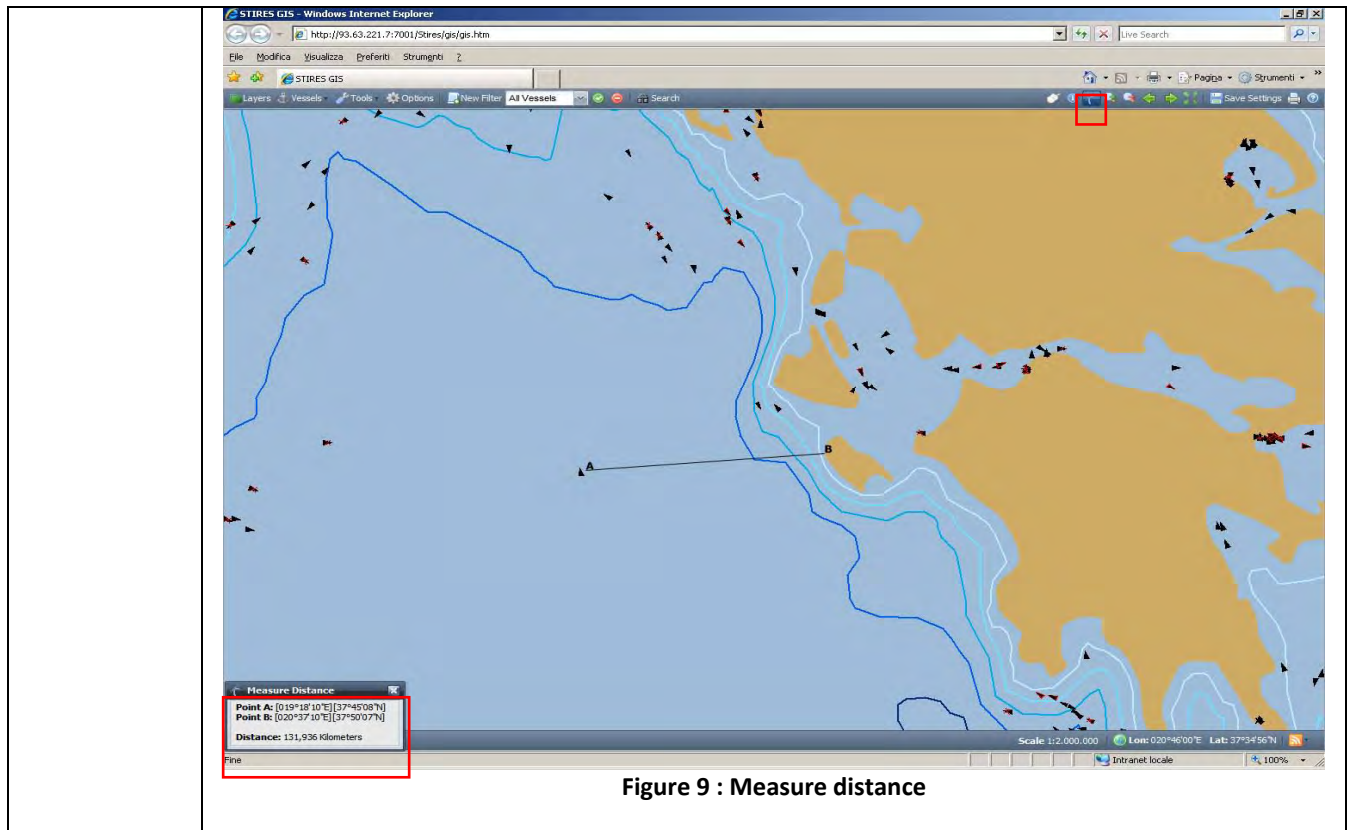 STIRES GIS - Windows Internet Explorer
http://93.63.221.7:7001/Stires/gis/gis.htm
Live Search
File Modifica Visualizza Preferiti Strumenti ?
STIRES GIS
Pagina Strumenti
Layers Vessels Tools Options New Filter All Vessels Search
Save Settings
A
B
Measure Distance
Point A: [019°18'10"E][37°45'08"N]
Point B: [020°37'10"E][37°50'07"N]
Distance: 131,936 Kilometers
Scale 1:2.000.000 Lon: 020°46'00"E Lat: 37°34'56"N
Fine
Intranet locale
100%
Figure 9 : Measure distance